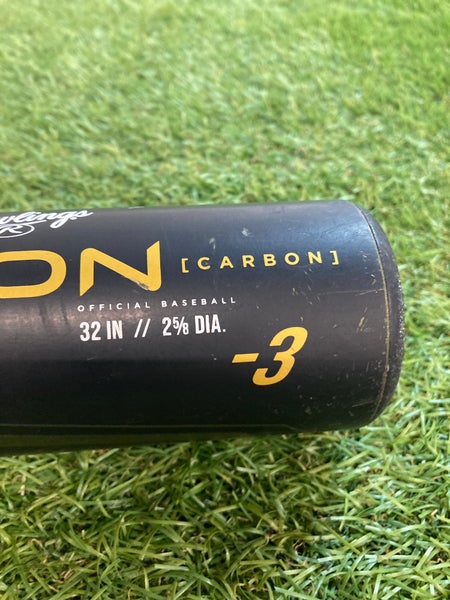 R
ON [CARBON]
OFFICIAL BASEBALL
32 IN // 2⅝ DIA.
-3